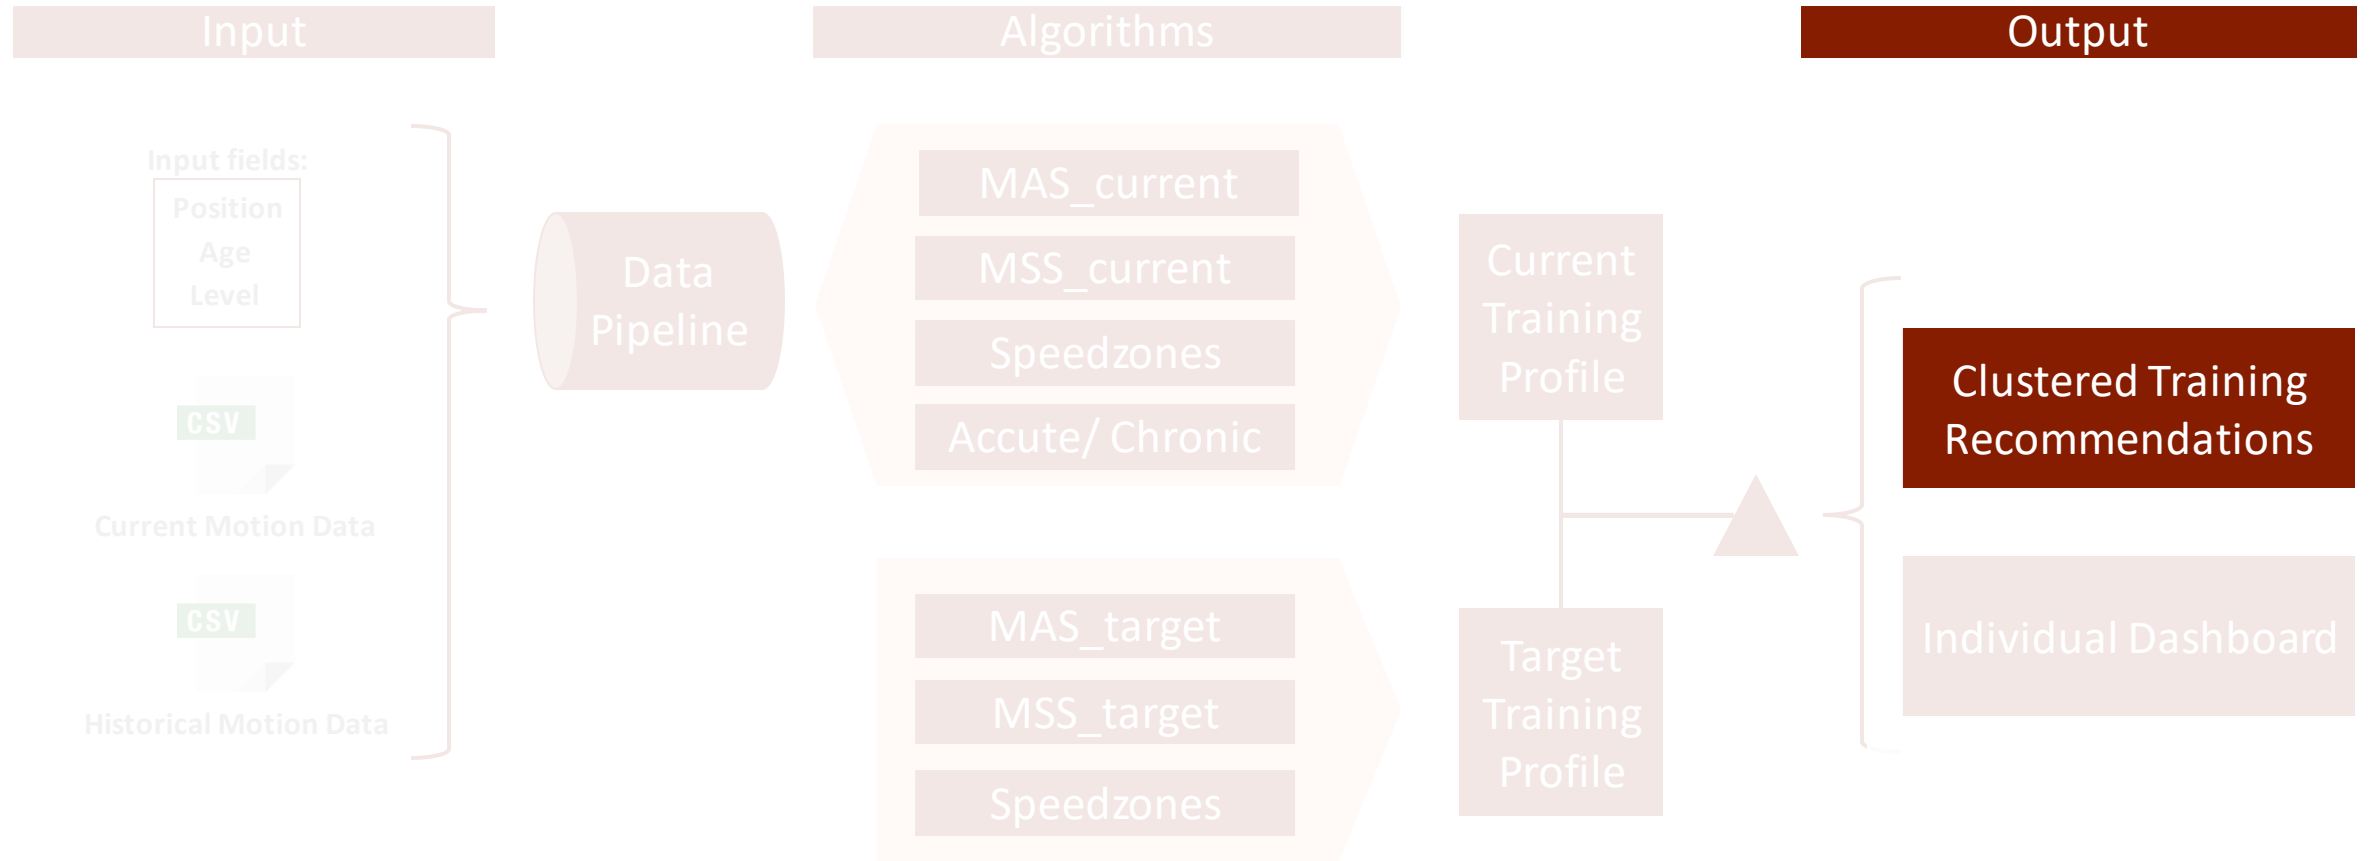 Input
Algorithms
Output
Input fields:
Position
Age
Level
CSV
Current Motion Data
CSV
Historical Motion Data
Data
Pipeline
MAS_current
MSS_current
Speedzones
Accute/ Chronic
MAS_target
MSS_target
Speedzones
Current
Training
Profile
Target
Training
Profile
Clustered Training
Recommendations
Individual Dashboard